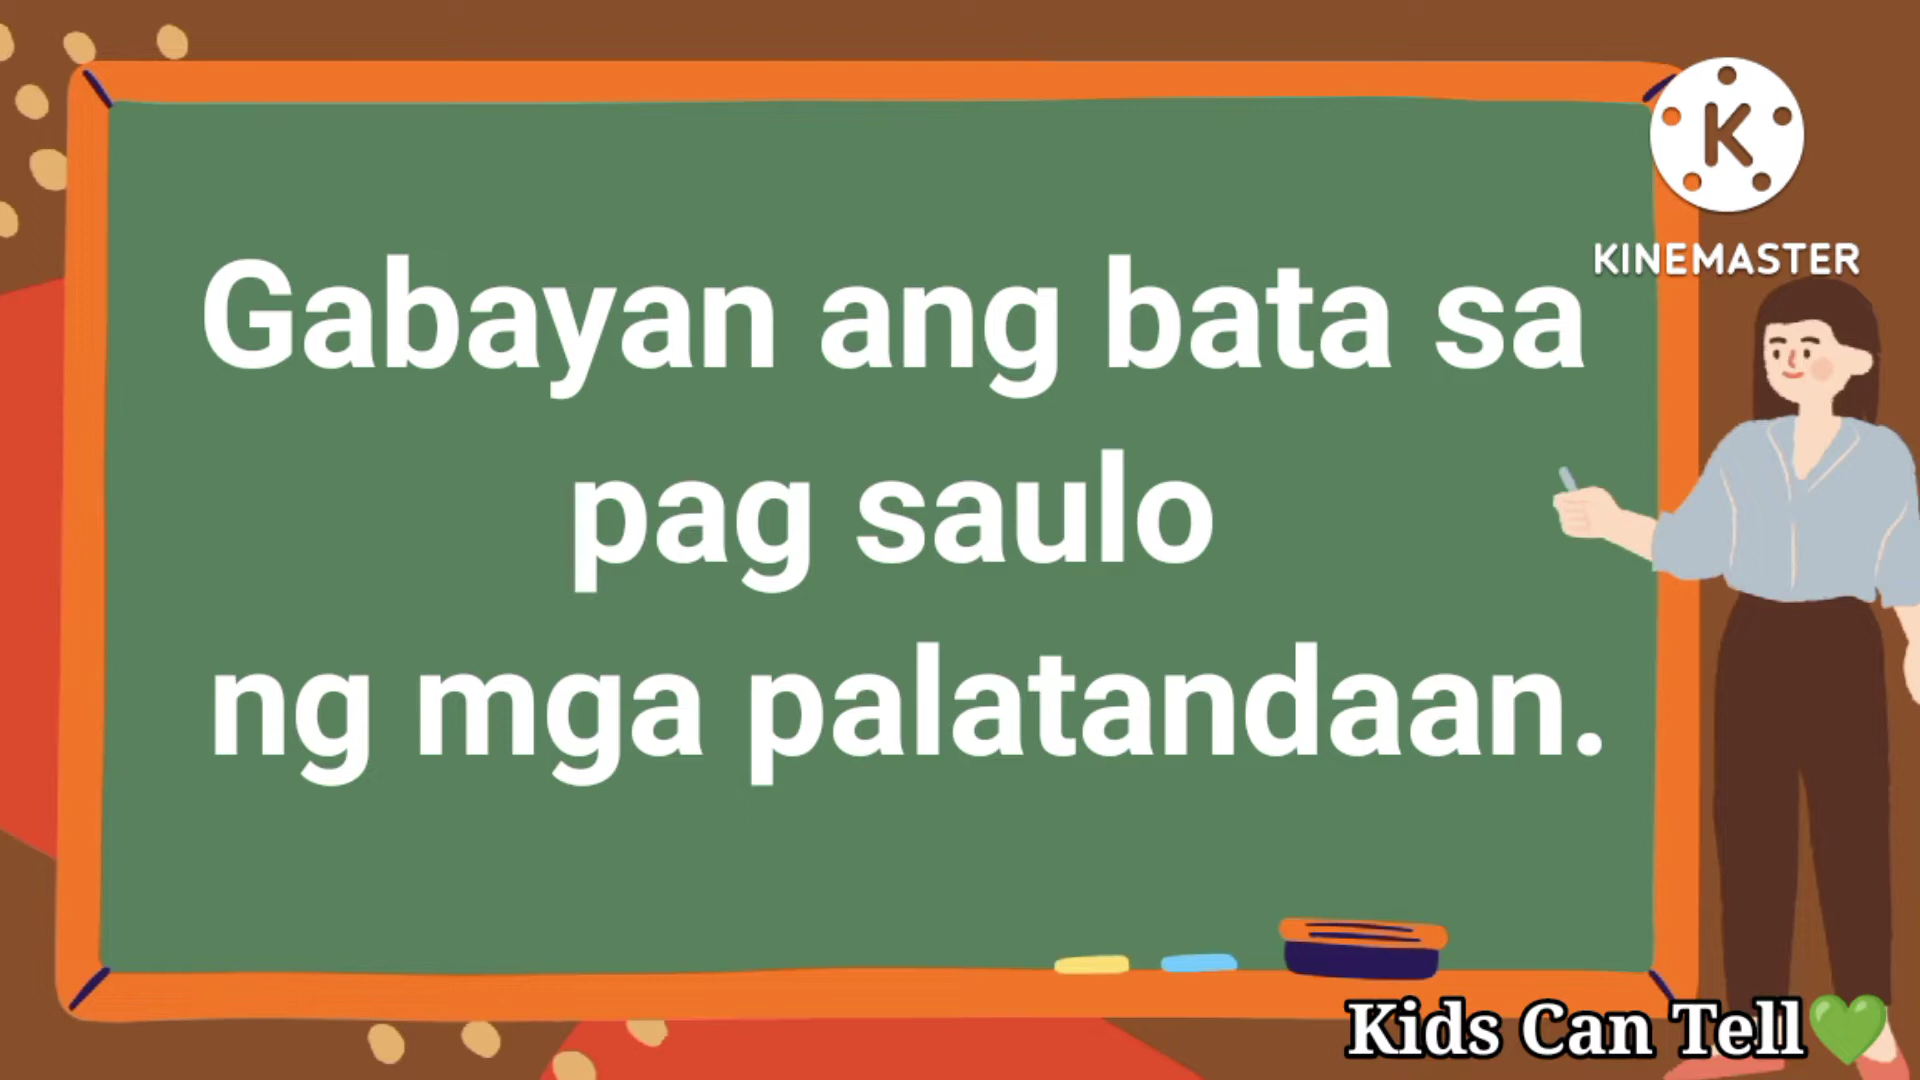 K
KINEMASTER
Gabayan ang bata sa
pag saulo
ng mga palatandaan.
Kids Can Tell💚